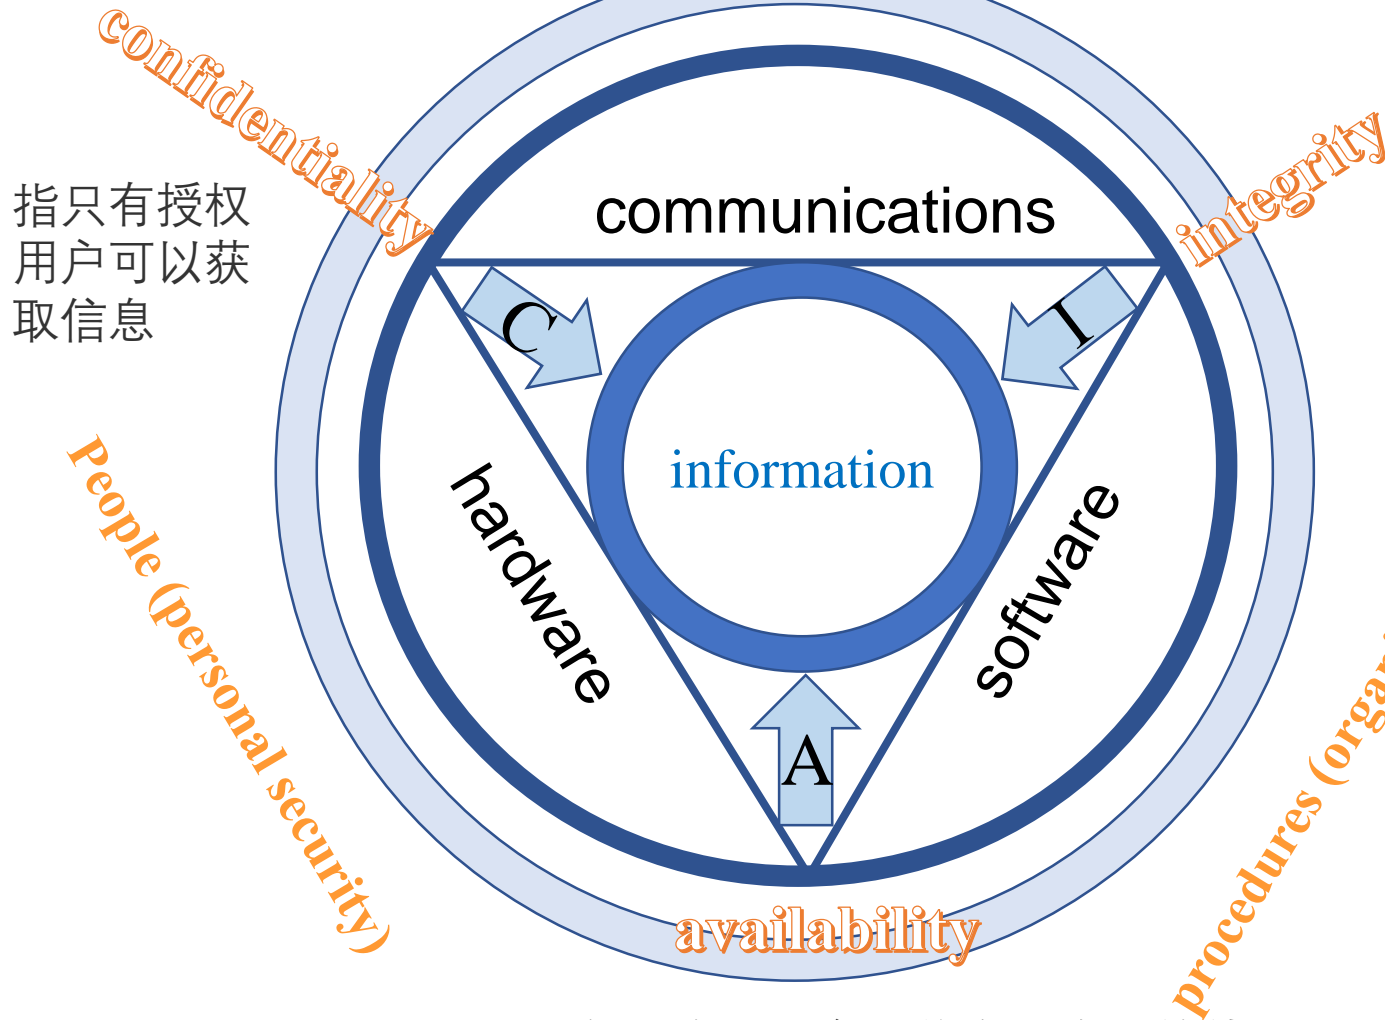 confidentiality
integrity
指只有授权
用户可以获
取信息
communications
C
I
information
People (personal security)
hardware
software
A
availability
procedures